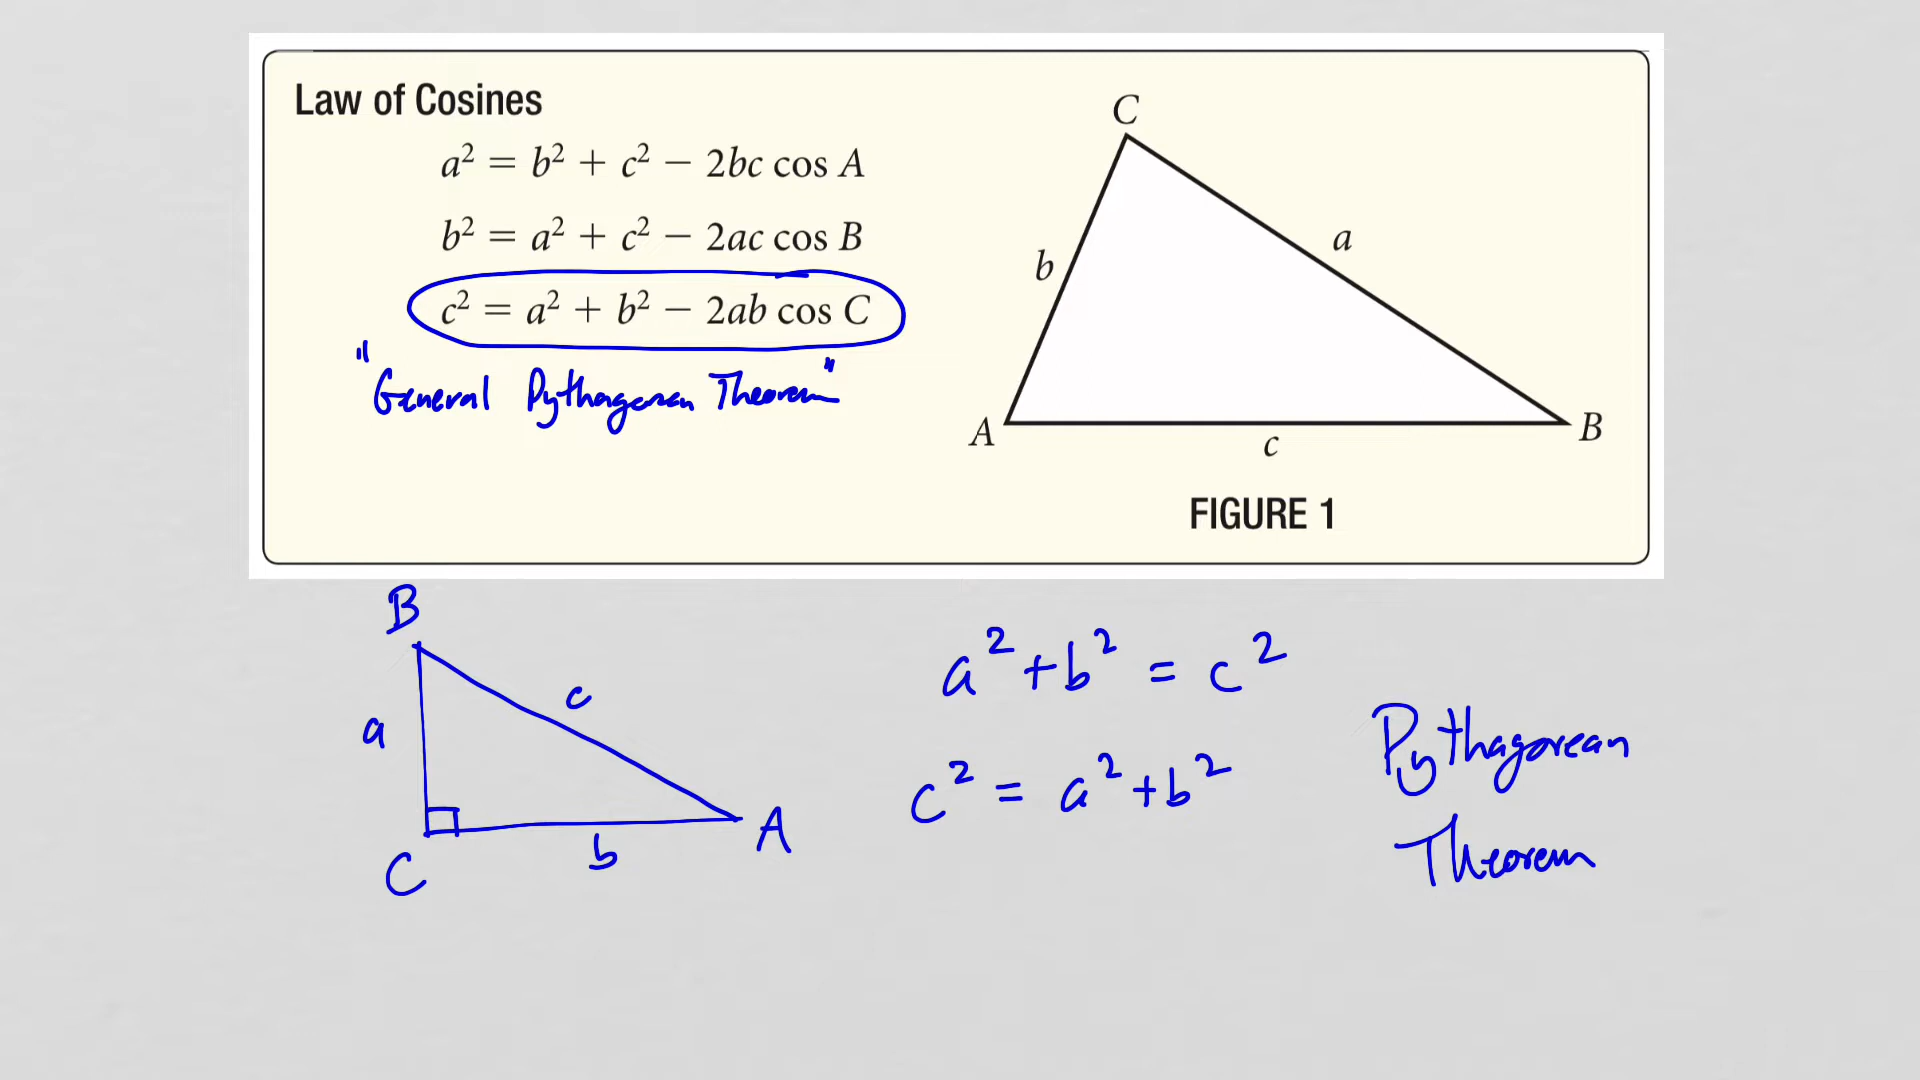 Law of Cosines
a² = b² + c² − 2bc cos A
b² = a² + c² − 2ac cos B
c² = a² + b² − 2ab cos C
"General Pythagorean Theorem"
C
b
a
A
c
B
FIGURE 1
B
c
a
C
b
A
a² + b² = c²
c² = a² + b²
Pythagorean
Theorem